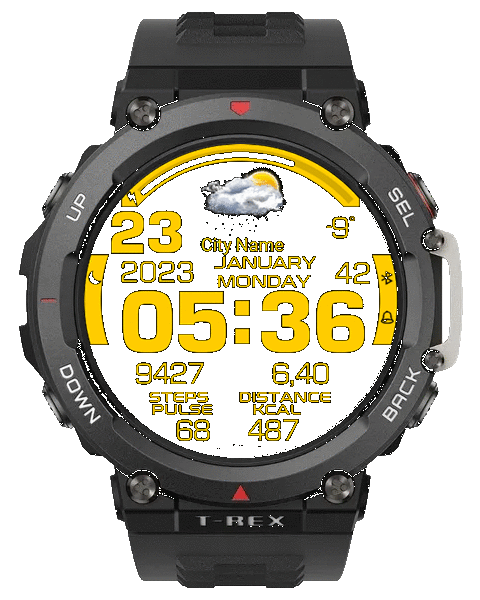 UP
SEL
23
City Name
-9°
2023
JANUARY
42
MONDAY
05:36
9427
6,40
STEPS
DISTANCE
PULSE
KCAL
68
487
DOWN
BACK
T-REX